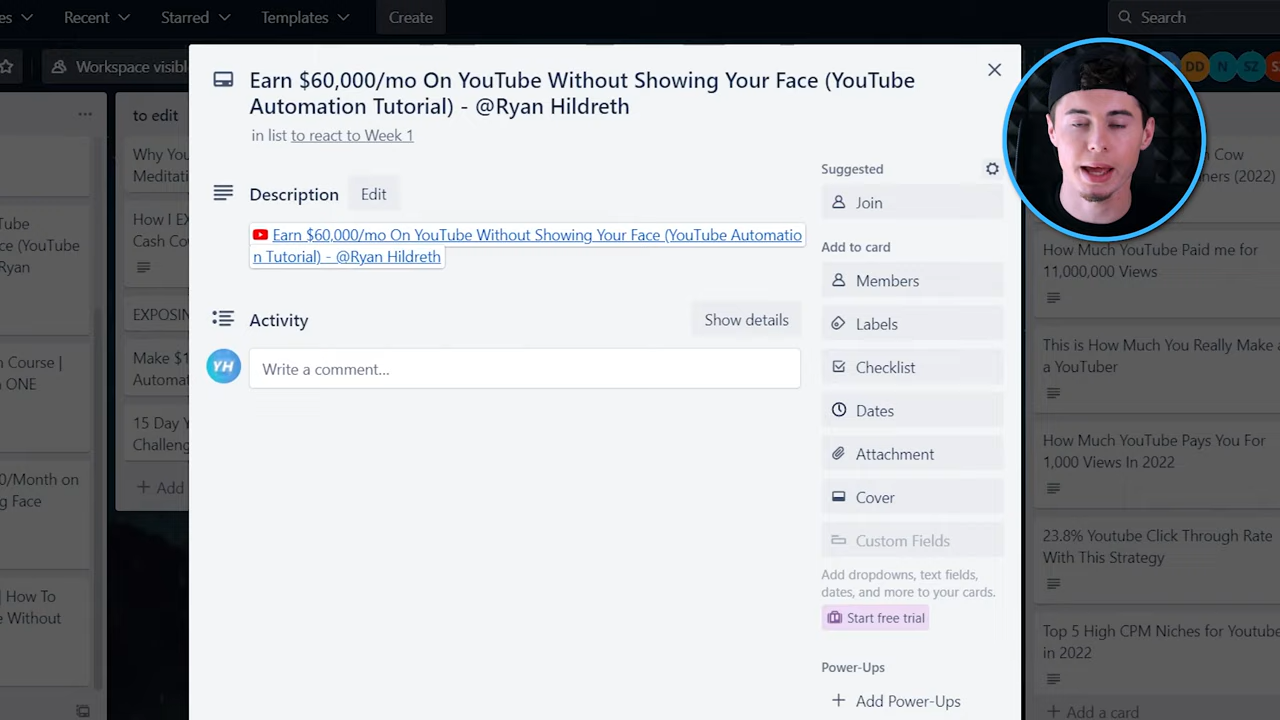 es
Recent
Starred
Templates
Create
Search
Workspace visibl
DD
N
SZ
S
Earn $60,000/mo On YouTube Without Showing Your Face (YouTube
Automation Tutorial) - @Ryan Hildreth
in list to react to Week 1
Description
Edit
Earn $60,000/mo On YouTube Without Showing Your Face (YouTube Automatio
n Tutorial) - @Ryan Hildreth
Activity
Show details
YH
Write a comment...
Suggested
Join
Add to card
Members
Labels
Checklist
Dates
Attachment
Cover
Custom Fields
Add dropdowns, text fields,
dates, and more to your cards.
Start free trial
Power-Ups
+ Add Power-Ups
ube
ce (YouTube
Ryan
n Course |
n ONE
0/Month on
g Face
| How To
e Without
to edit
Why You
Meditati
How I E
Cash Co
EXPOSIN
Make $1
Automa
15 Day Y
Challeng
+ Add
Cow
ners (2022)
How Much YouTube Paid me for
11,000,000 Views
This is How Much You Really Make a
a YouTuber
How Much YouTube Pays You For
1,000 Views In 2022
23.8% Youtube Click Through Rate
With This Strategy
Top 5 High CPM Niches for Youtube
in 2022
+ Add a card